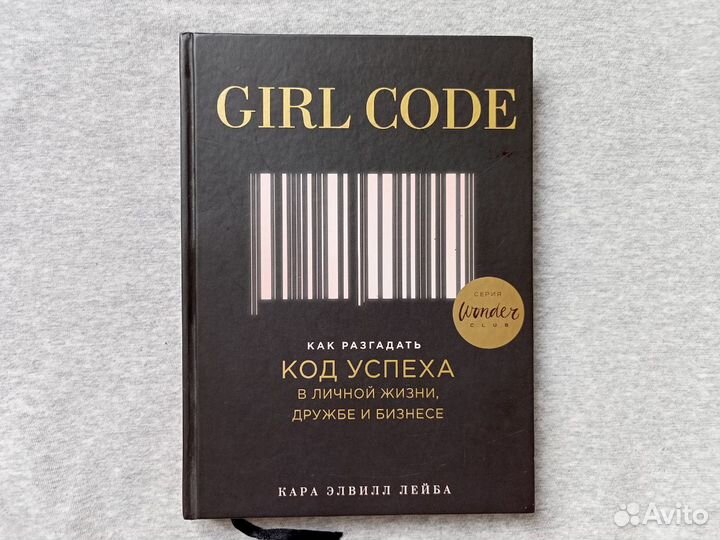 GIRL CODE
СЕРИЯ
Wonder
CLUB
КАК РАЗГАДАТЬ
КОД УСПЕХА
В ЛИЧНОЙ ЖИЗНИ,
ДРУЖБЕ И БИЗНЕСЕ
КАРА ЭЛВИЛЛ ЛЕЙБА
Avito